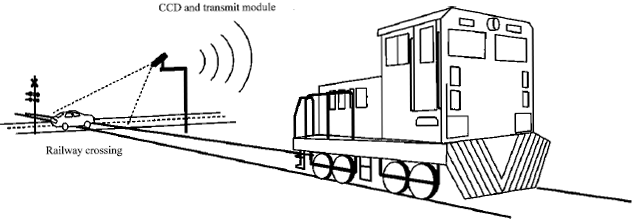 CCD and transmit module
Railway crossing